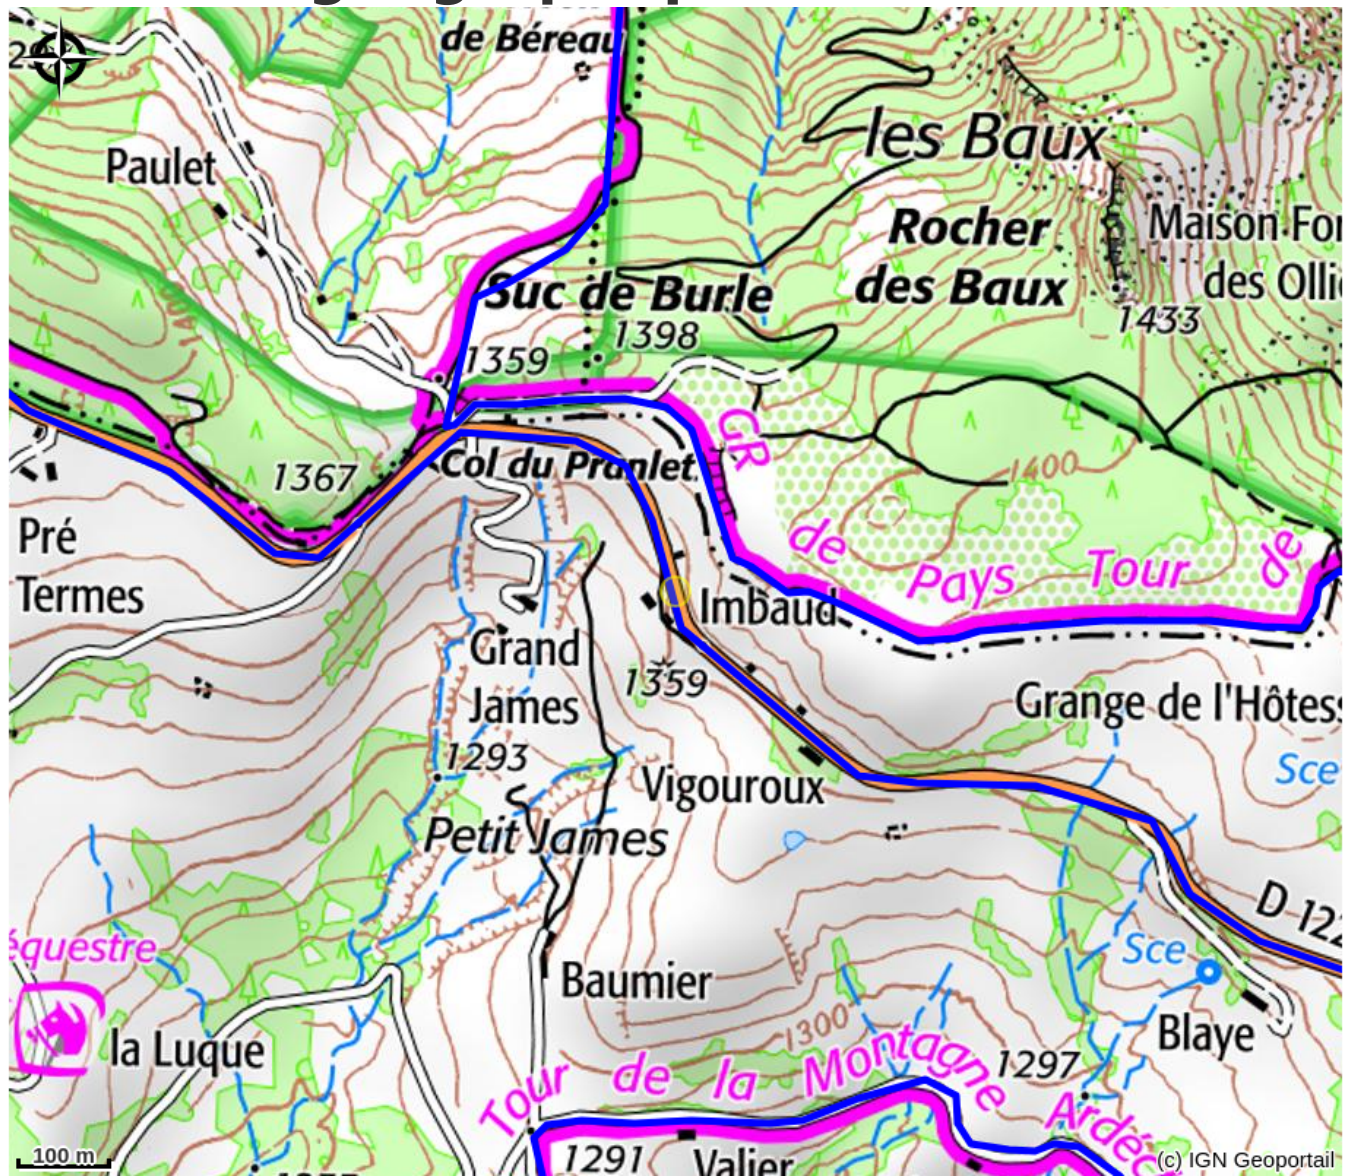 de Béreau
les Baux
Paulet
Rocher
des Baux
Maison For
des Ollie
Suc de Burle
1433
1398
1359
GR
Col du Pranlet
1367
1400
Pré
Termes
de
Pays
Tour
de
Imbaud
Grand
James
1359
Grange de l'Hôtess
1293
Sce
Vigouroux
Petit James
D 122
équestre
Sce
Baumier
la Luque
1300
Blaye
Tour de la Montagne Ardèc
1297
100 m
1291
Valier
(c) IGN Geoportail